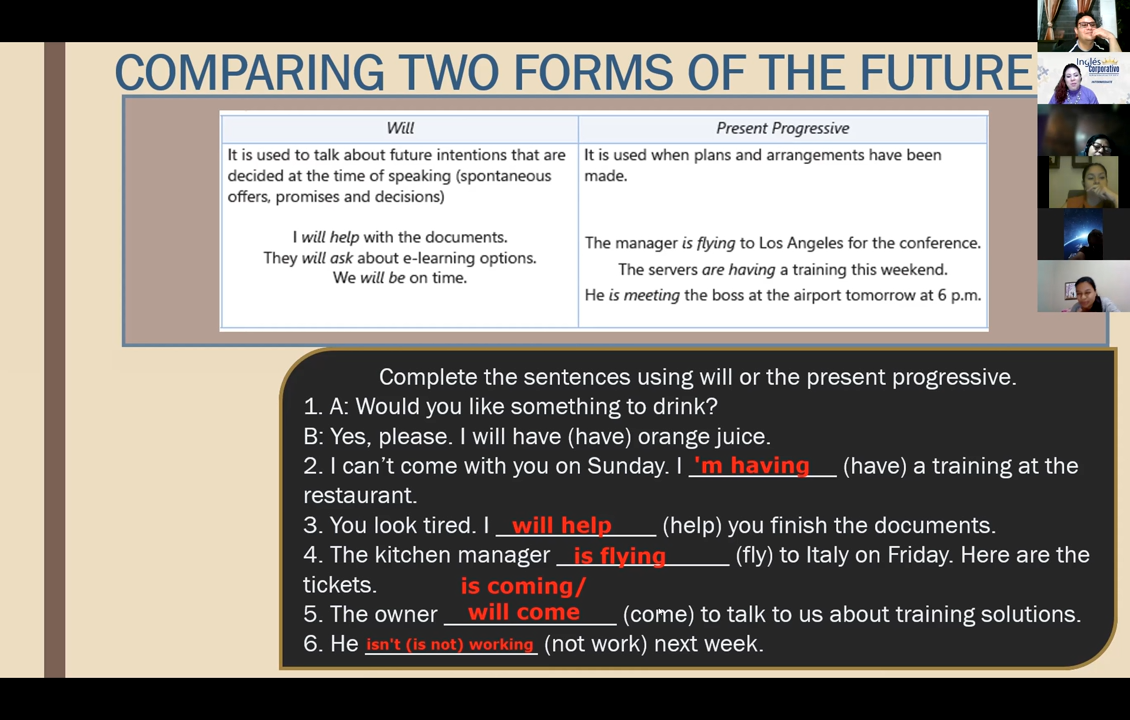 COMPARING TWO FORMS OF THE FUTURE
Inglés
Corporativo
Will
Present Progressive
It is used to talk about future intentions that are
decided at the time of speaking (spontaneous
offers, promises and decisions)
I will help with the documents.
They will ask about e-learning options.
We will be on time.
It is used when plans and arrangements have been
made.
The manager is flying to Los Angeles for the conference.
The servers are having a training this weekend.
He is meeting the boss at the airport tomorrow at 6 p.m.
Complete the sentences using will or the present progressive.
1. A: Would you like something to drink?
B: Yes, please. I will have (have) orange juice.
2. I can’t come with you on Sunday. I 'm having (have) a training at the
restaurant.
3. You look tired. I will help (help) you finish the documents.
4. The kitchen manager is flying (fly) to Italy on Friday. Here are the
tickets.
is coming/
5. The owner will come (come) to talk to us about training solutions.
6. He isn't (is not) working (not work) next week.